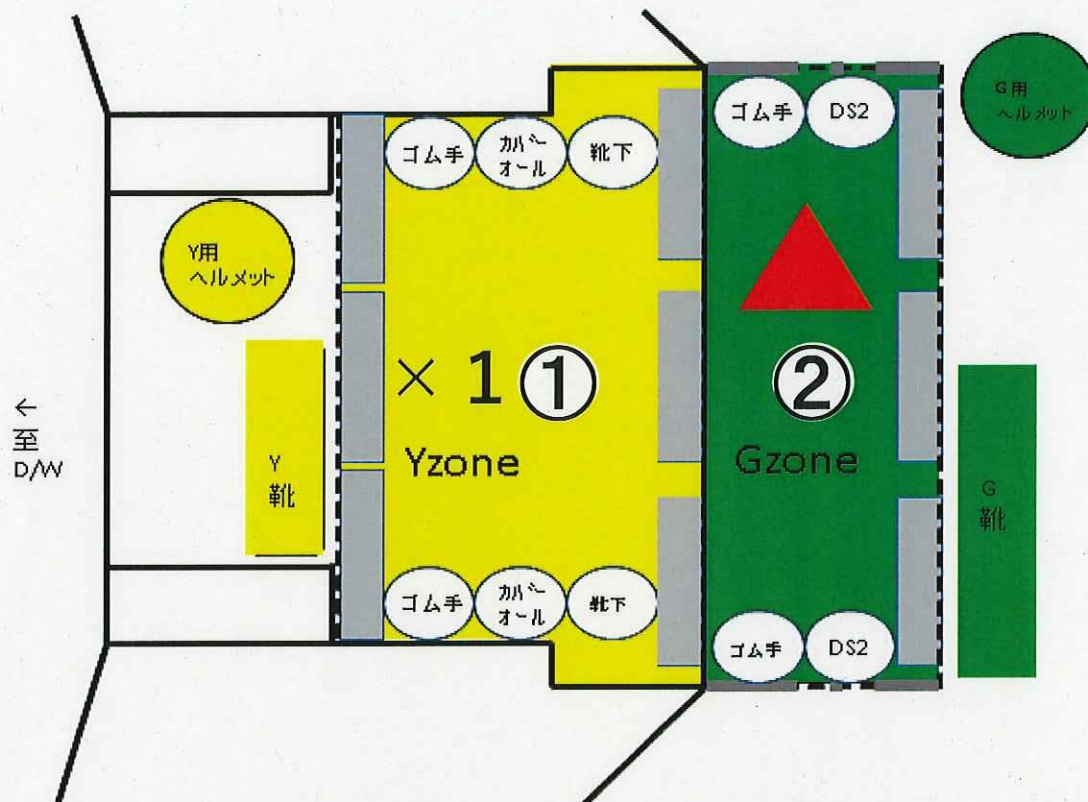 ゴム手
DS2
G用
ヘルメット
ゴム手
カバー
オール
靴下
Y用
ヘルメット
×1①
②
←
至
D/W
Y
靴
Yzone
Gzone
G
靴
ゴム手
カバー
オール
靴下
ゴム手
DS2